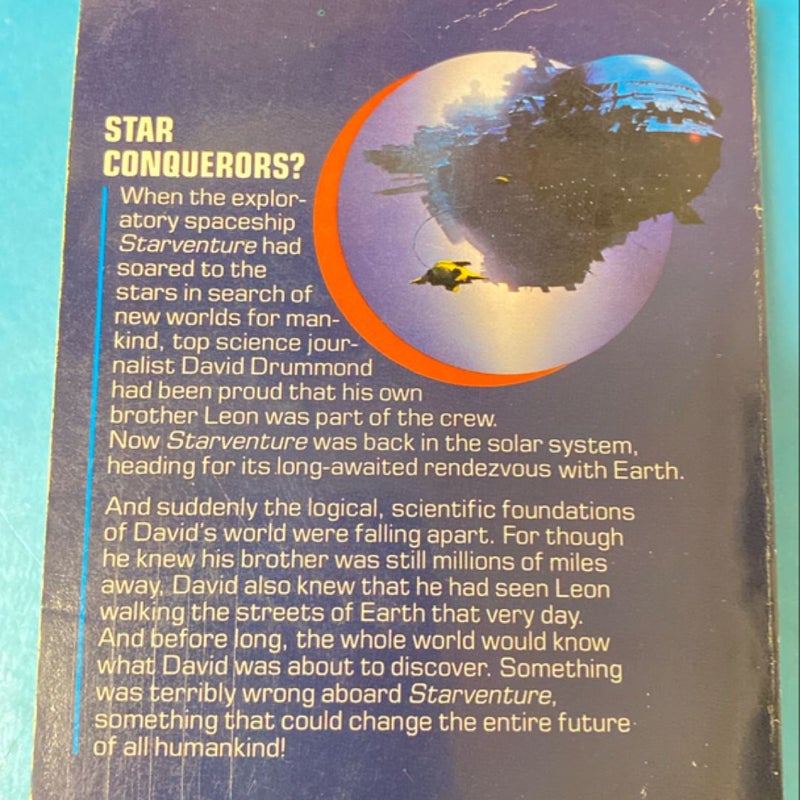 STAR
CONQUERORS?
When the explor-
atory spaceship
Starventure had
soared to the
stars in search of
new worlds for man-
kind, top science jour-
nalist David Drummond
had been proud that his own
brother Leon was part of the crew.
Now Starventure was back in the solar system,
heading for its long-awaited rendezvous with Earth.
And suddenly the logical, scientific foundations
of David's world were falling apart. For though
he knew his brother was still millions of miles
away, David also knew that he had seen Leon
walking the streets of Earth that very day.
And before long, the whole world would know
what David was about to discover. Something
was terribly wrong aboard Starventure,
something that could change the entire future
of all humankind!